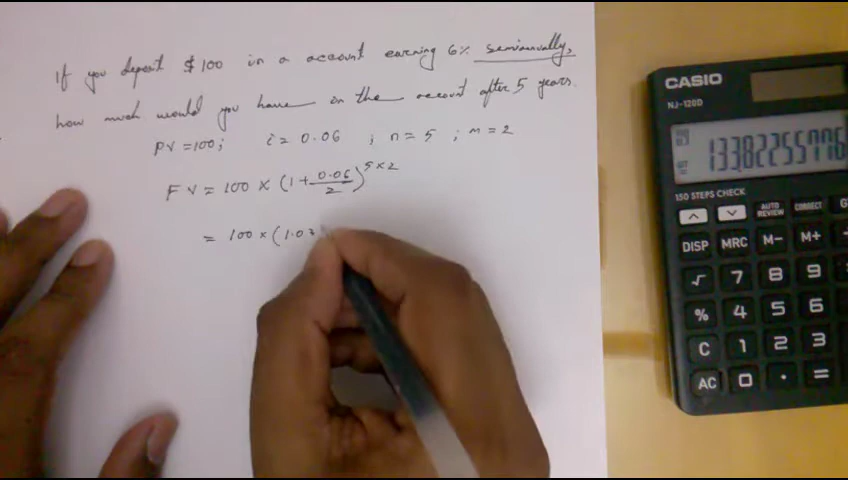 If you deposit $100 in a account earning 6% semiannually,
how much would you have in the account after 5 years.
PV = 100; i = 0.06 ; n = 5 ; m = 2
FV = 100 × (1 + 0.06/2)^5×2
= 100 × (1.03
CASIO
NJ-120D
133.82255776
150 STEPS CHECK
AUTO REVIEW CORRECT
DISP MRC M- M+
√ 7 8 9
% 4 5 6
C 1 2 3
AC 0 . =